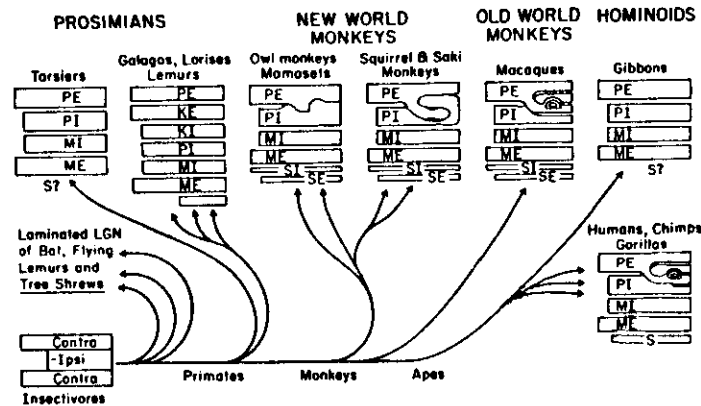 PROSIMIANS
NEW WORLD
MONKEYS
OLD WORLD
MONKEYS
HOMINOIDS
Tarsiers
PE
PI
MI
ME
S?
Galagos, Lorises
Lemurs
PE
KE
KI
PI
MI
ME
Owl monkeys
Mamosets
PE
PI
MI
ME
SI
SE
Squirrel & Saki
Monkeys
PE
PI
MI
ME
SI
SE
Macaques
PE
PI
MI
ME
SI
SE
Gibbons
PE
PI
MI
ME
S?
Laminated LGN
of Bat, Flying
Lemurs and
Tree Shrews
Humans, Chimps
Gorillas
PE
PI
MI
ME
S
Contra
-Ipsi
Contra
Insectivores
Primates
Monkeys
Apes